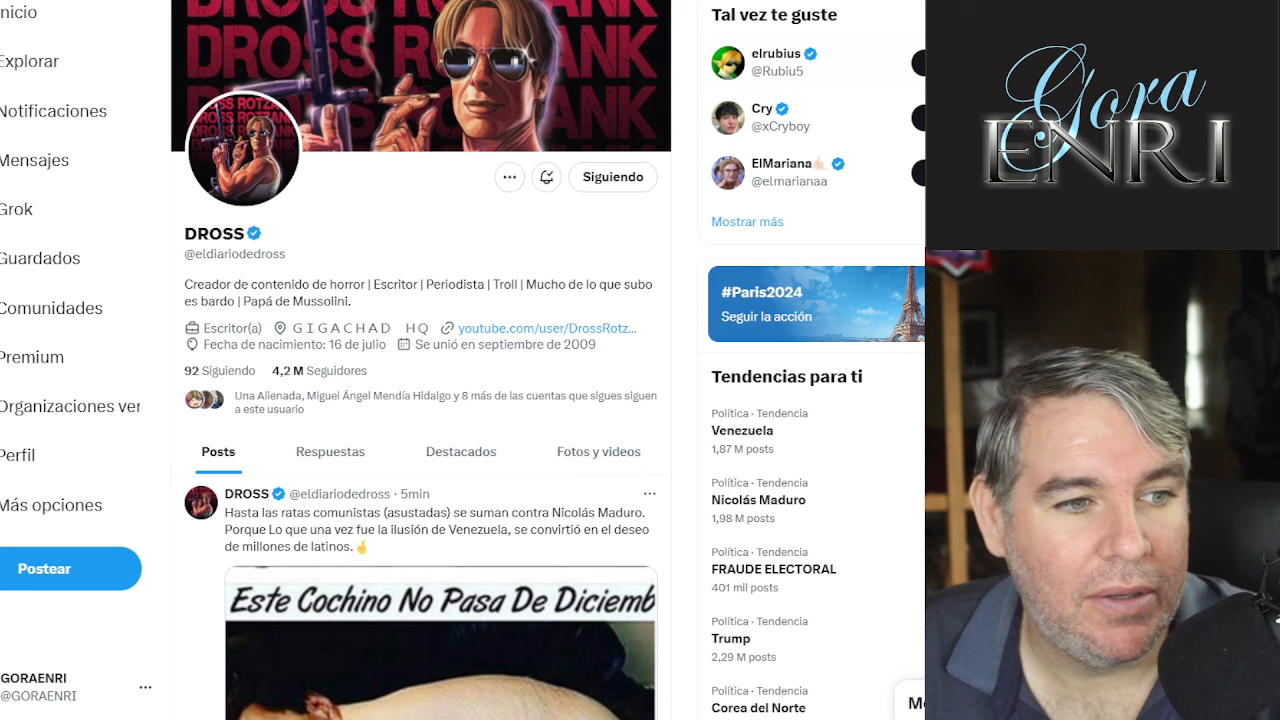 nicio
Explorar
Notificaciones
Mensajes
Grok
Guardados
Comunidades
Premium
Organizaciones ver
Perfil
Más opciones
Postear
GORAENRI
@GORAENRI
DROSS ROTZANK
DROSS ROTZANK
DROSS
Siguiendo
DROSS
@eldiariodedross
Creador de contenido de horror | Escritor | Periodista | Troll | Mucho de lo que subo
es bardo | Papá de Mussolini.
Escritor(a) GIGACHAD HQ youtube.com/user/DrossRotz...
Fecha de nacimiento: 16 de julio Se unió en septiembre de 2009
92 Siguiendo 4,2 M Seguidores
Una Alienada, Miguel Ángel Mendía Hidalgo y 8 más de las cuentas que sigues siguen
a este usuario
Posts Respuestas Destacados Fotos y videos
DROSS @eldiariodedross · 5min
Hasta las ratas comunistas (asustadas) se suman contra Nicolás Maduro.
Porque Lo que una vez fue la ilusión de Venezuela, se convirtió en el deseo
de millones de latinos.
Este Cochino No Pasa De Diciemb
Tal vez te guste
elrubius
@Rubiu5
Cry
@xCryboy
ElMariana
@elmarianaa
Mostrar más
#Paris2024
Seguir la acción
Tendencias para ti
Política · Tendencia
Venezuela
1,87 M posts
Política · Tendencia
Nicolás Maduro
1,98 M posts
Política · Tendencia
FRAUDE ELECTORAL
401 mil posts
Política · Tendencia
Trump
2,29 M posts
Política · Tendencia
Corea del Norte
Gora
ENRI